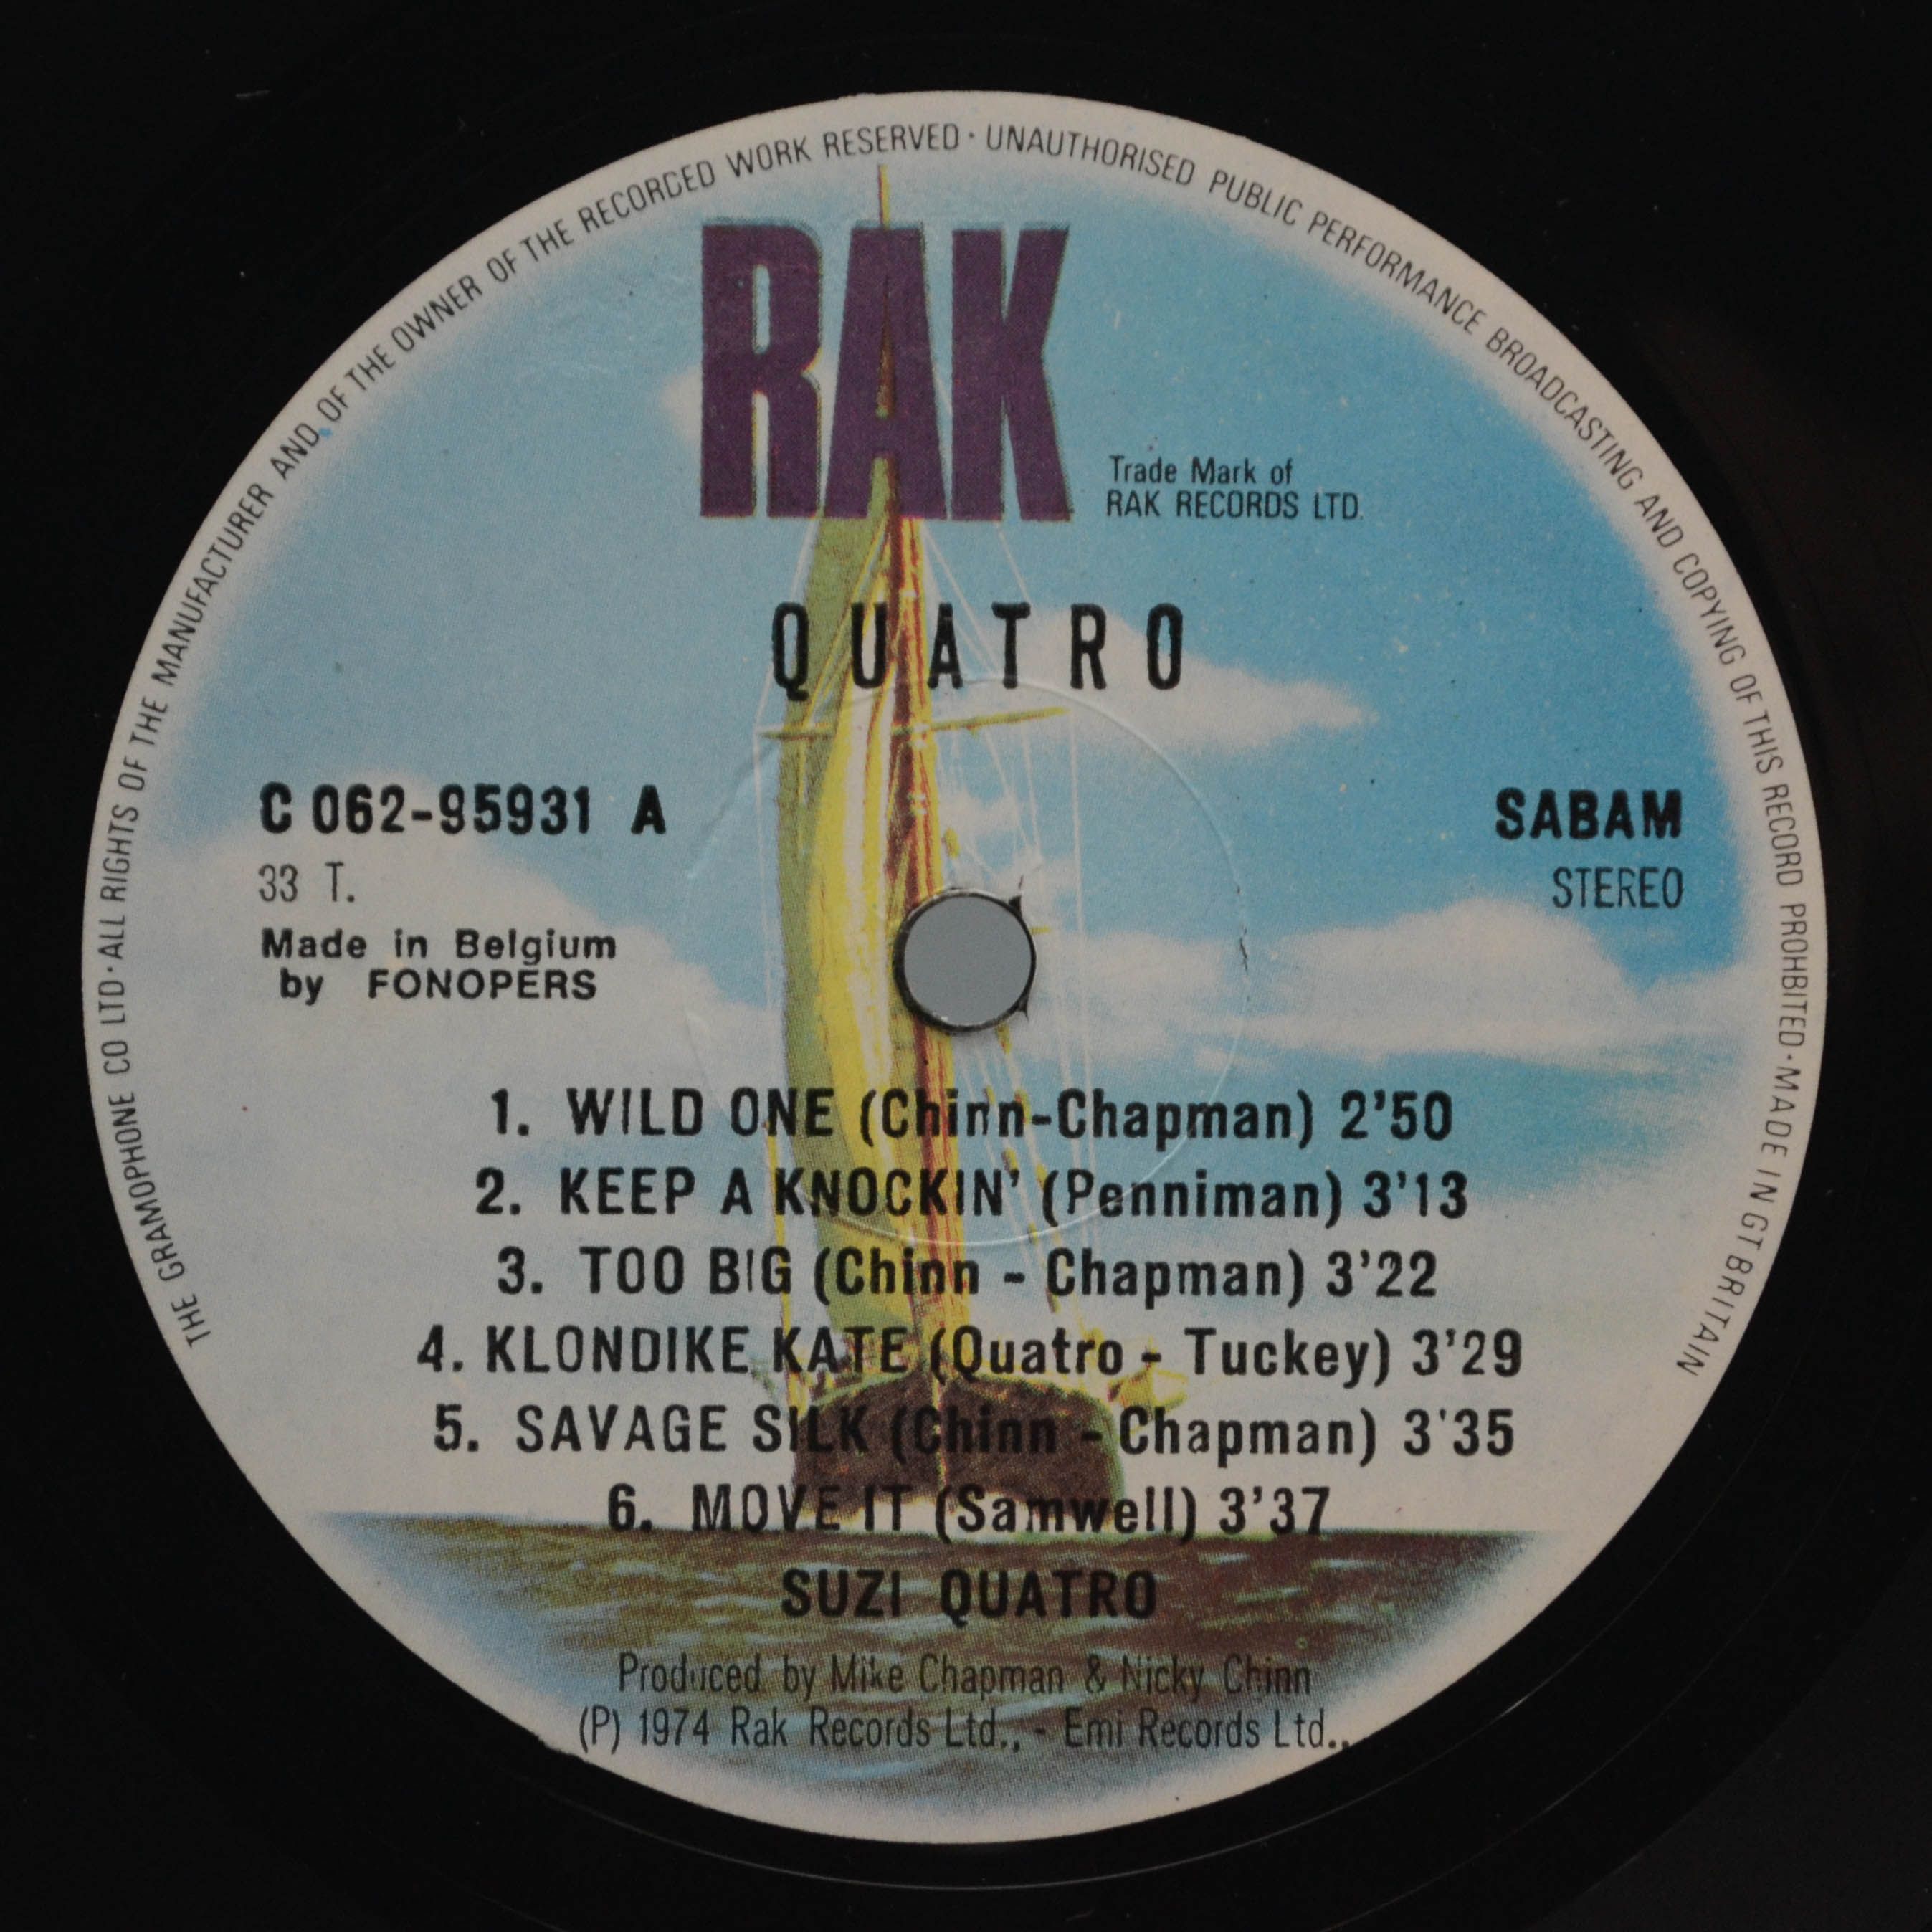 THE GRAMOPHONE CO LTD · ALL RIGHTS OF THE MANUFACTURER AND OF THE OWNER OF THE RECORDED WORK RESERVED · UNAUTHORISED PUBLIC PERFORMANCE BROADCASTING AND COPYING OF THIS RECORD PROHIBITED · MADE IN GT BRITAIN
RAK
Trade Mark of
RAK RECORDS LTD.
QUATRO
C 062-95931 A
SABAM
33 T.
STEREO
Made in Belgium
by FONOPERS
1. WILD ONE (Chinn-Chapman) 2'50
2. KEEP A KNOCKIN' (Penniman) 3'13
3. TOO BIG (Chinn - Chapman) 3'22
4. KLONDIKE KATE (Quatro - Tuckey) 3'29
5. SAVAGE SILK (Chinn - Chapman) 3'35
6. MOVE IT (Samwell) 3'37
SUZI QUATRO
Produced by Mike Chapman & Nicky Chinn
(P) 1974 Rak Records Ltd., - Emi Records Ltd..